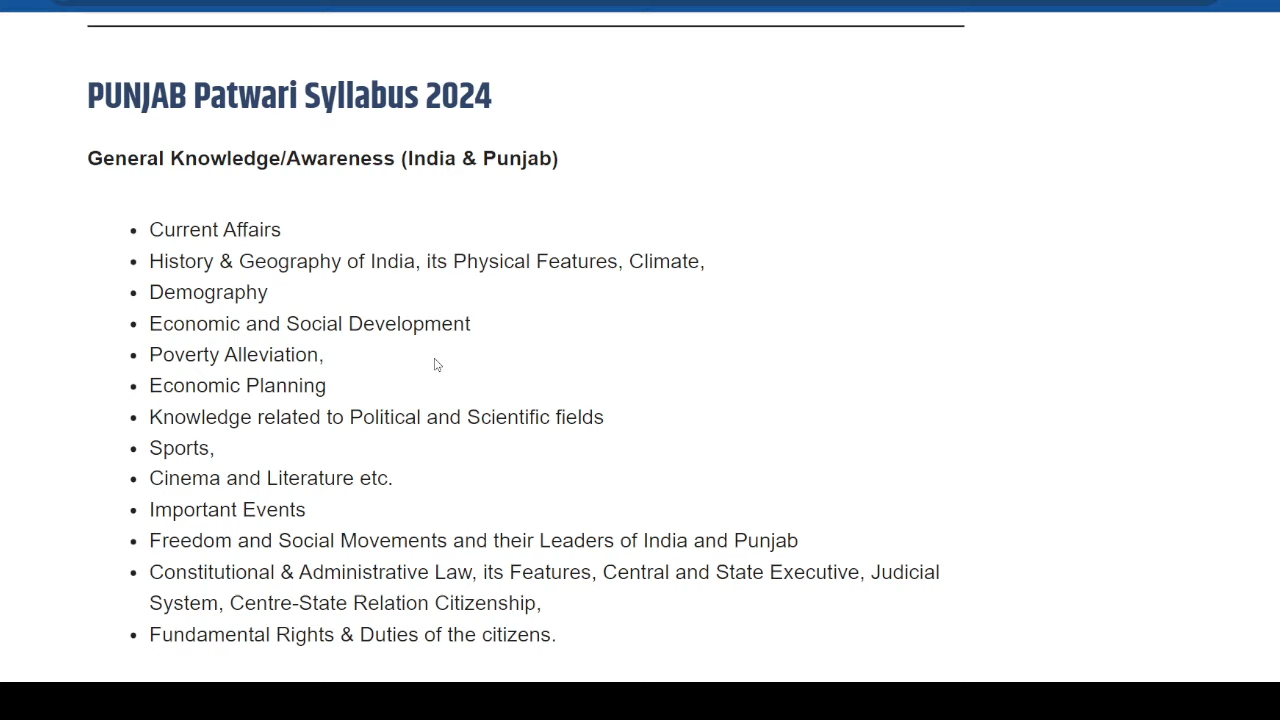 PUNJAB Patwari Syllabus 2024
General Knowledge/Awareness (India & Punjab)
• Current Affairs
• History & Geography of India, its Physical Features, Climate,
• Demography
• Economic and Social Development
• Poverty Alleviation,
• Economic Planning
• Knowledge related to Political and Scientific fields
• Sports,
• Cinema and Literature etc.
• Important Events
• Freedom and Social Movements and their Leaders of India and Punjab
• Constitutional & Administrative Law, its Features, Central and State Executive, Judicial
System, Centre-State Relation Citizenship,
• Fundamental Rights & Duties of the citizens.